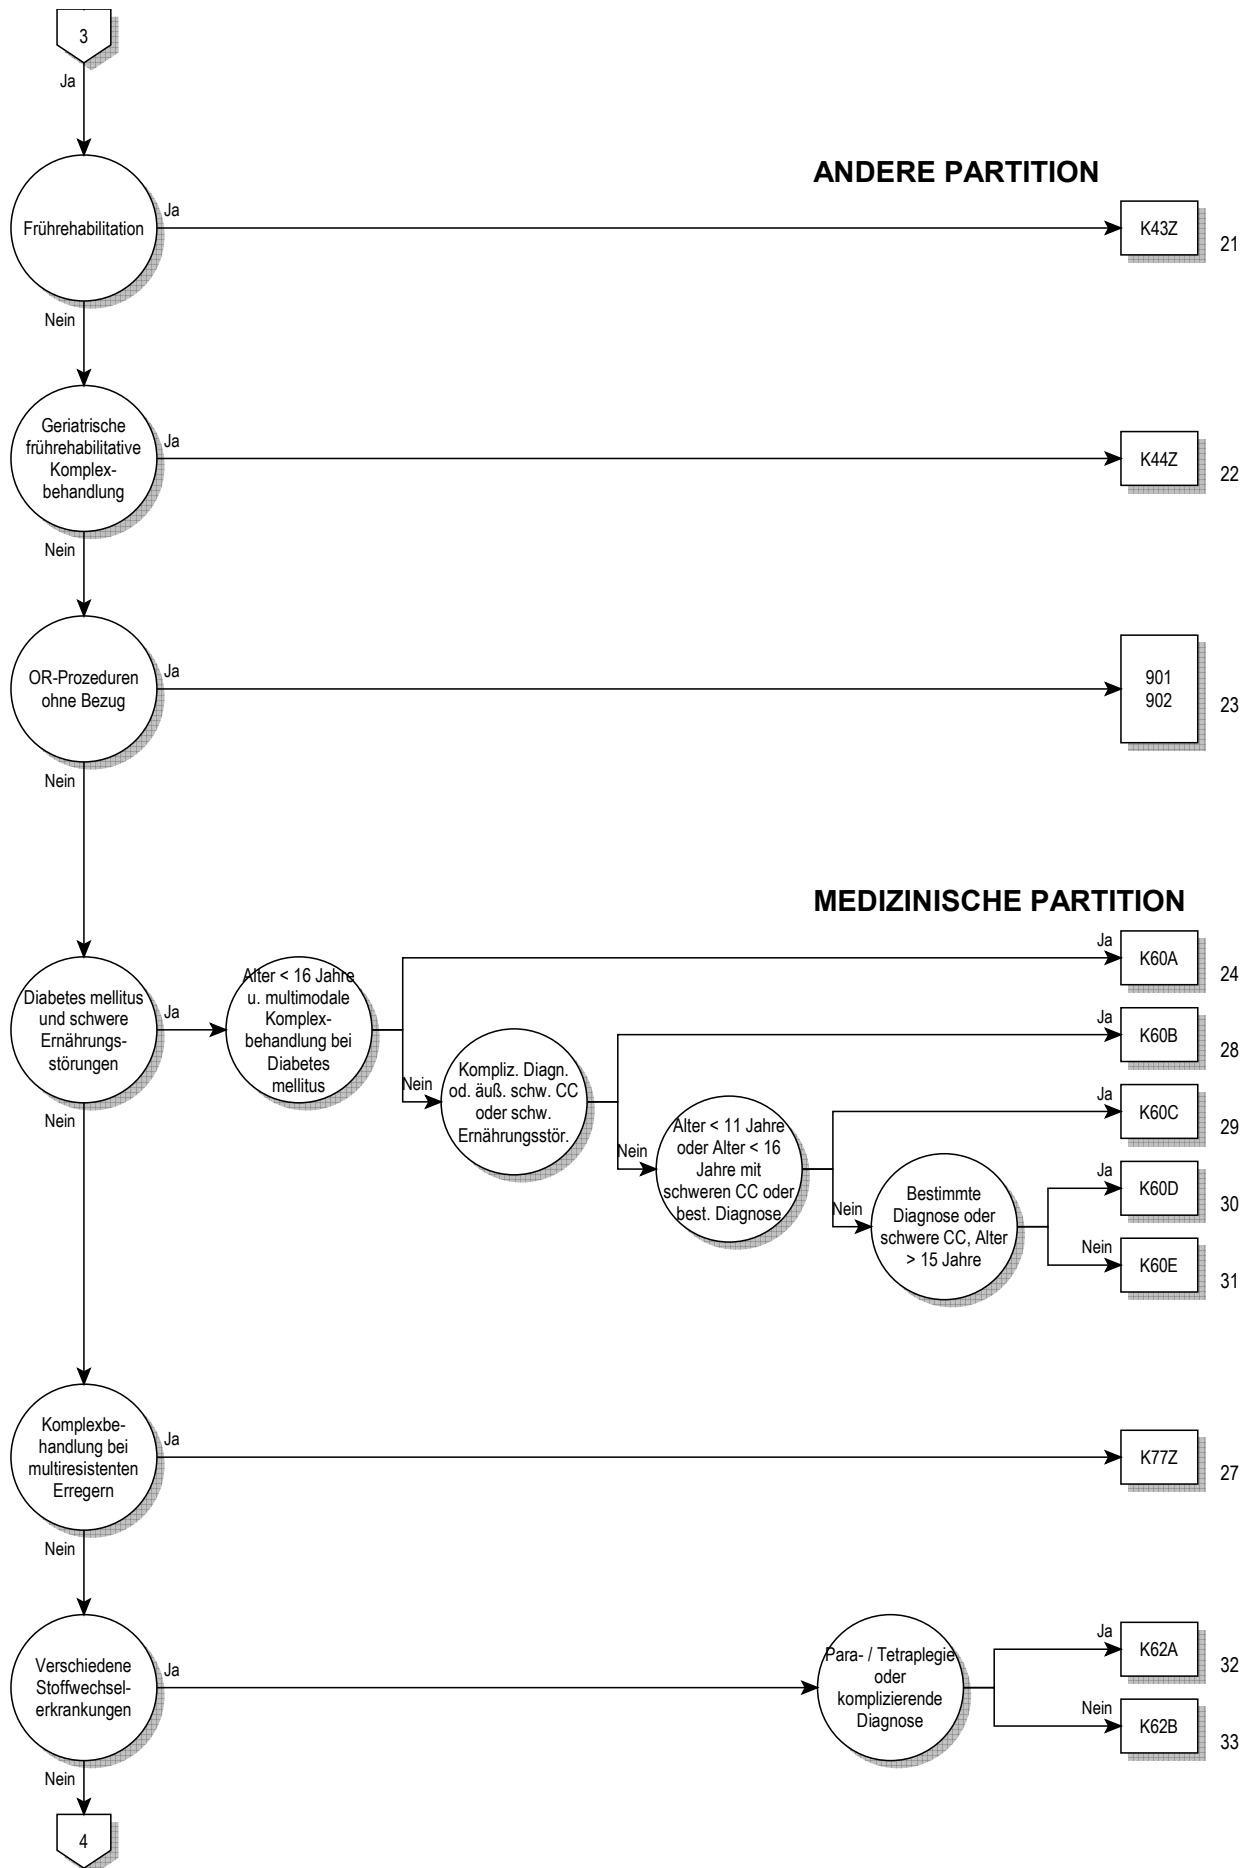 3
Ja
ANDERE PARTITION
Frührehabilitation
Ja
K43Z
21
Nein
Geriatrische
frührehabilitative
Komplex-
behandlung
Ja
K44Z
22
Nein
OR-Prozeduren
ohne Bezug
Ja
901
902
23
Nein
MEDIZINISCHE PARTITION
Diabetes mellitus
und schwere
Ernährungs-
störungen
Ja
Alter < 16 Jahre
u. multimodale
Komplex-
behandlung bei
Diabetes
mellitus
Ja
K60A
24
Nein
Kompliz. Diagn.
od. äuß. schw. CC
oder schw.
Ernährungsstör.
Ja
K60B
28
Nein
Alter < 11 Jahre
oder Alter < 16
Jahre mit
schweren CC oder
best. Diagnose
Ja
K60C
29
Nein
Bestimmte
Diagnose oder
schwere CC, Alter
> 15 Jahre
Ja
K60D
30
Nein
K60E
31
Nein
Komplexbe-
handlung bei
multiresistenten
Erregern
Ja
K77Z
27
Nein
Verschiedene
Stoffwechsel-
erkrankungen
Ja
Para- / Tetraplegie
oder
komplizierende
Diagnose
Ja
K62A
32
Nein
K62B
33
Nein
4